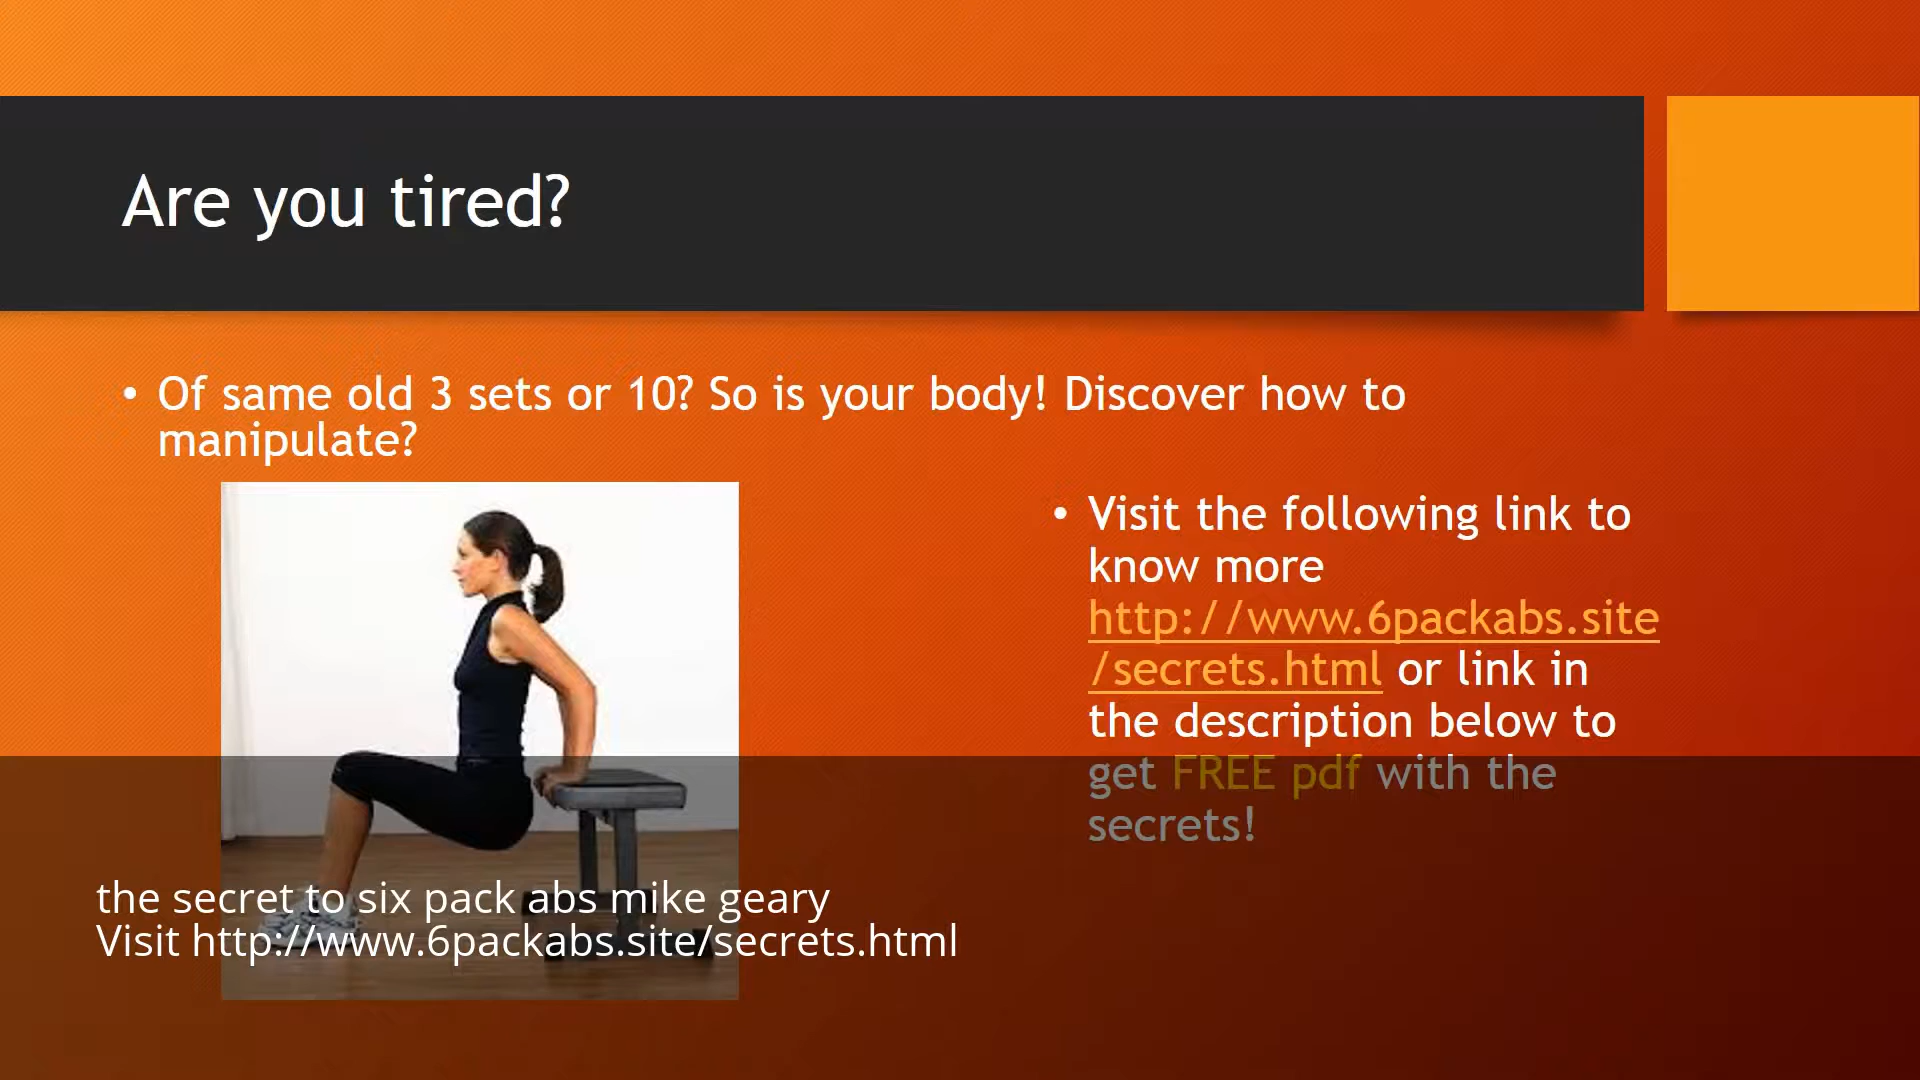 Are you tired?
• Of same old 3 sets or 10? So is your body! Discover how to
manipulate?
• Visit the following link to
know more
http://www.6packabs.site
/secrets.html or link in
the description below to
get FREE pdf with the
secrets!
the secret to six pack abs mike geary
Visit http://www.6packabs.site/secrets.html